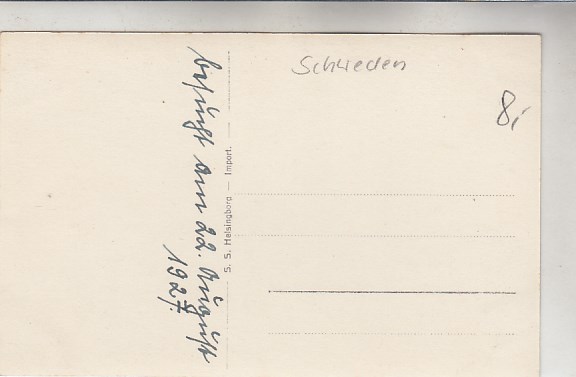 besucht am 22. August
1927.
S. S. Helsingborg — Import.
Schweden
8,